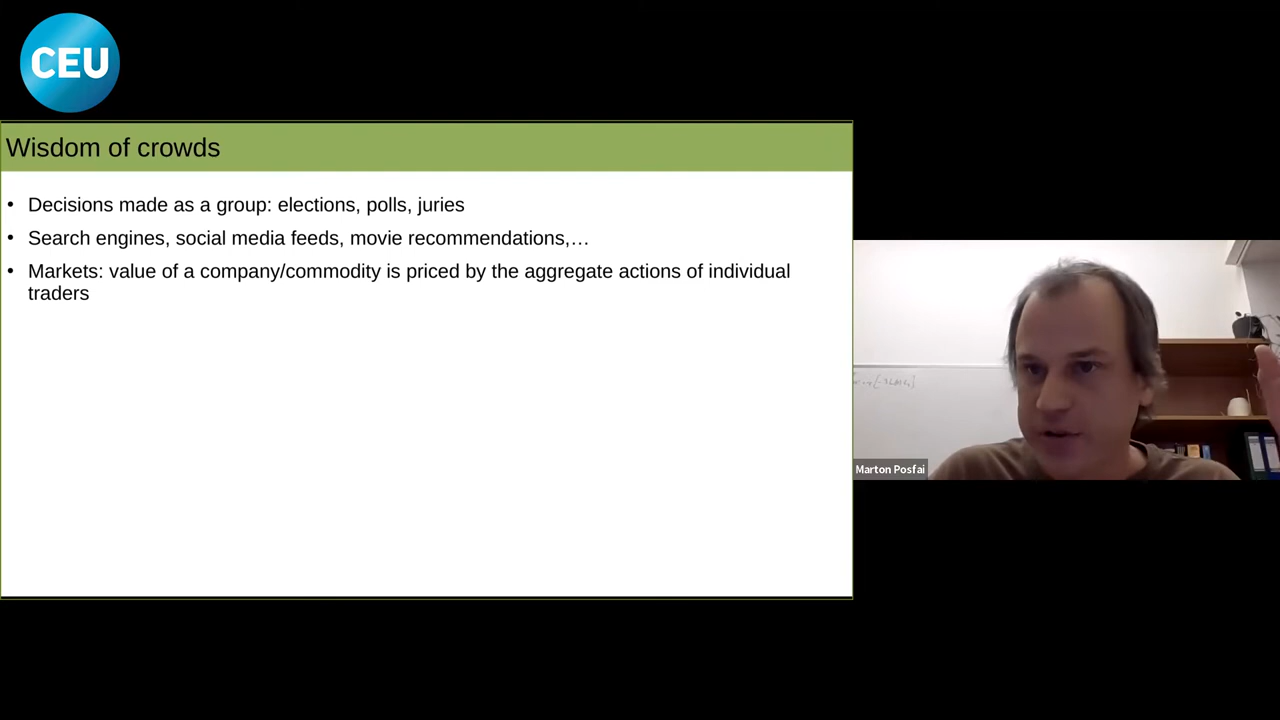 CEU
Wisdom of crowds
• Decisions made as a group: elections, polls, juries
• Search engines, social media feeds, movie recommendations,…
• Markets: value of a company/commodity is priced by the aggregate actions of individual
traders
Marton Posfai